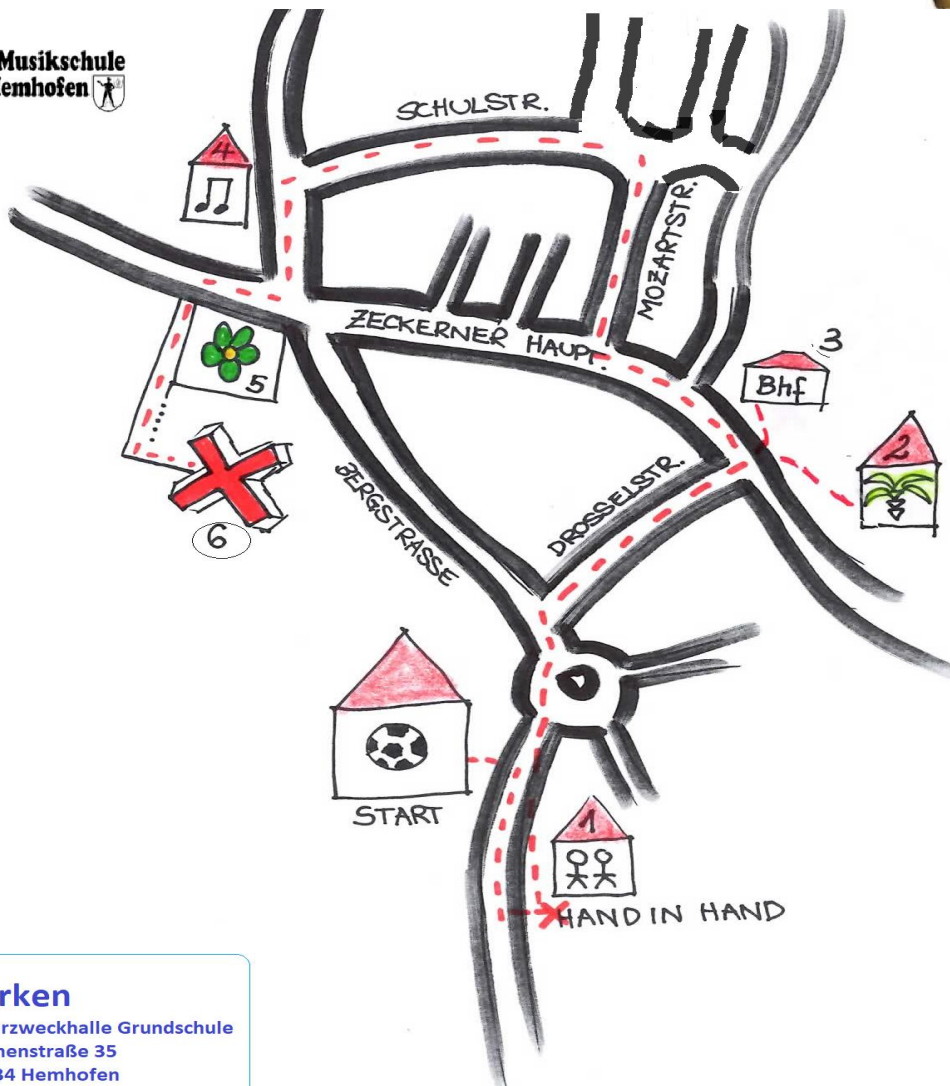 Musikschule
Hemhofen
SCHULSTR.
4
MOZARTSTR.
ZECKERNER HAUPT.
3
Bhf
5
2
BERGSTRASSE
DROSSELSTR.
6
START
1
HAND IN HAND
rken
rzweckhalle Grundschule
nenstraße 35
34 Hemhofen